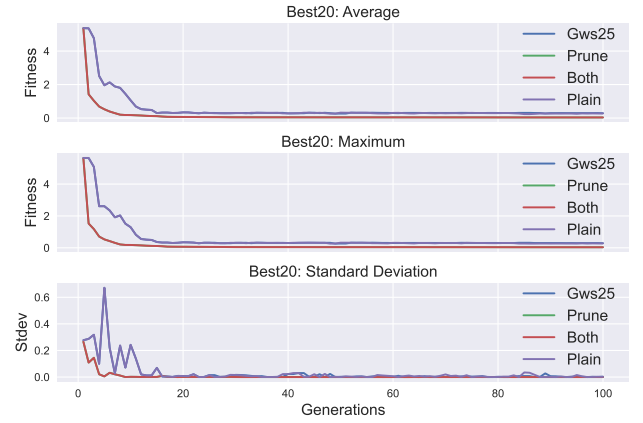 Best20: Average
Fitness
4
2
0
Gws25
Prune
Both
Plain
Best20: Maximum
Fitness
4
2
0
Gws25
Prune
Both
Plain
Best20: Standard Deviation
Stdev
0.6
0.4
0.2
0.0
Gws25
Prune
Both
Plain
0 20 40 60 80 100
Generations